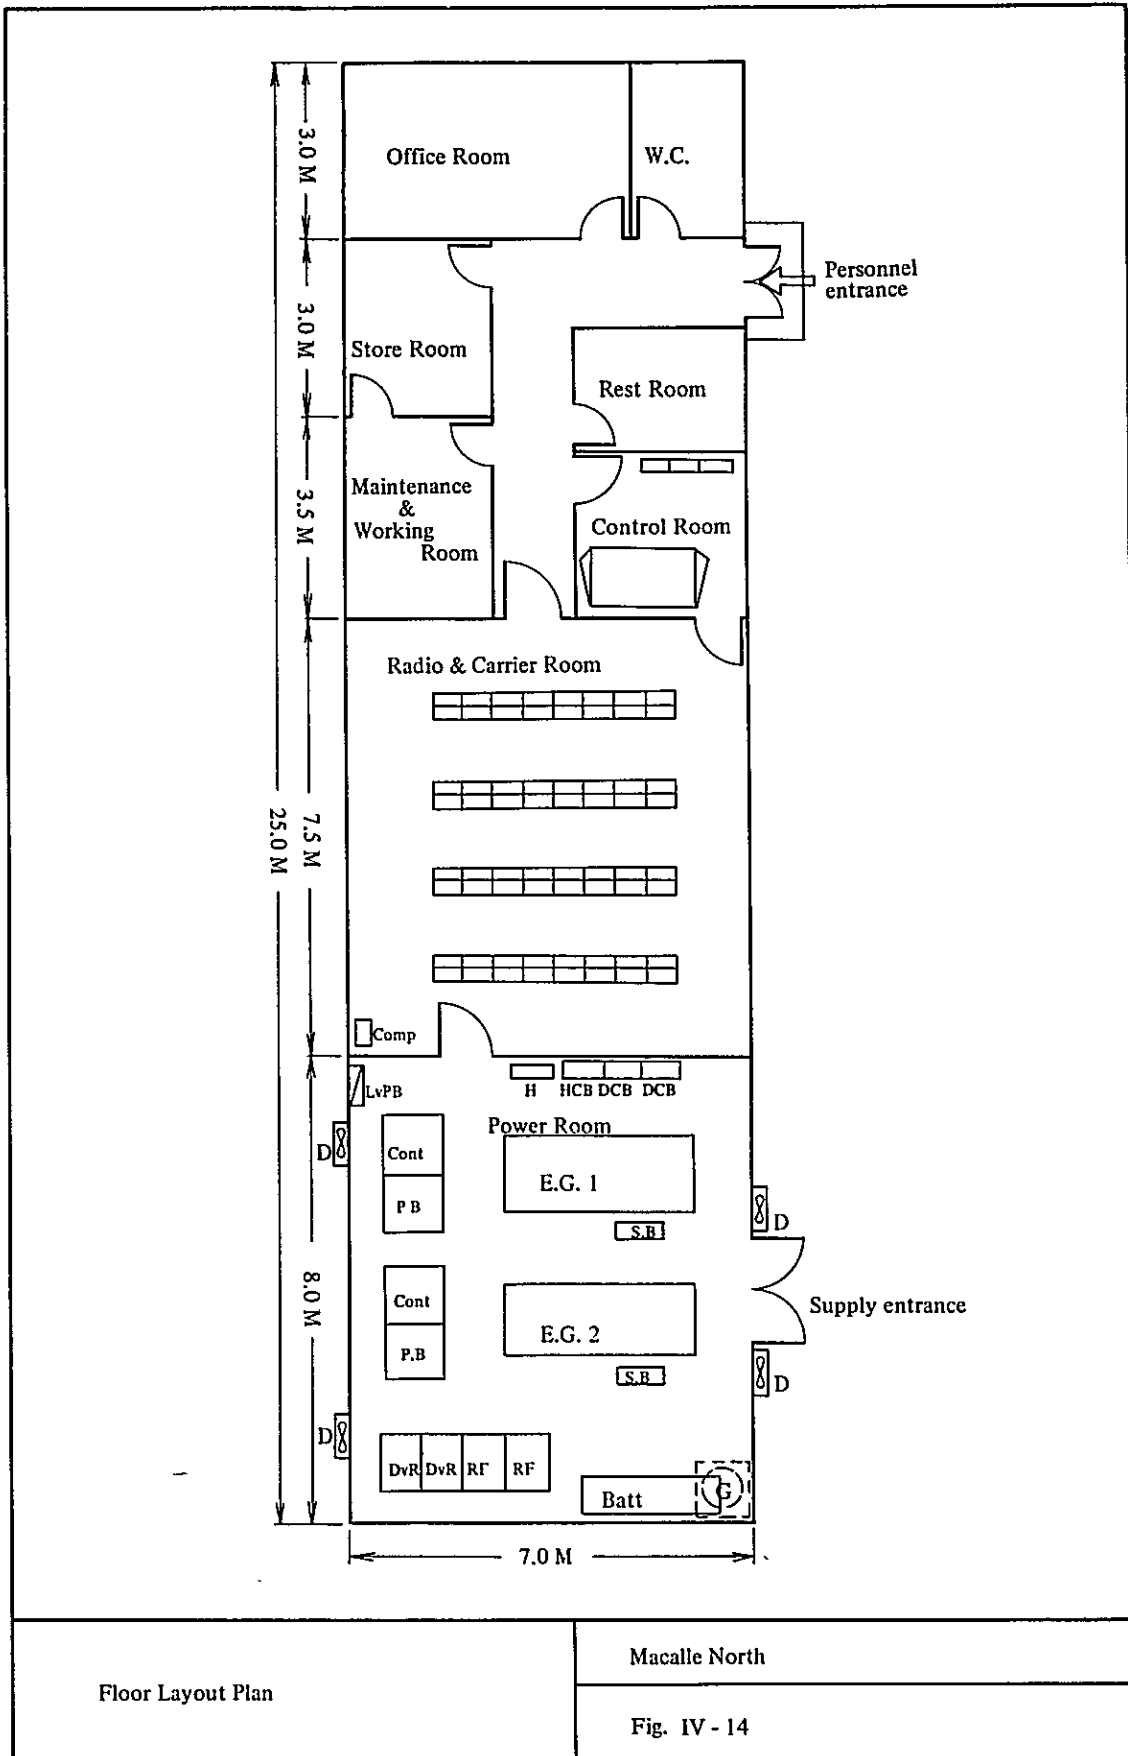 Office Room
W.C.
3.0 M
Personnel
entrance
3.0 M
Store Room
Rest Room
Maintenance
&
Working
Room
3.5 M
Control Room
Radio & Carrier Room
7.5 M
25.0 M
Comp
LvPB
H HCB DCB DCB
Power Room
D
Cont
E.G. 1
P B
S.B
D
8.0 M
Cont
Supply entrance
E.G. 2
P.B
S.B
D
D
DvR DvR RF RF
Batt
G
7.0 M
Floor Layout Plan
Macalle North
Fig. IV - 14